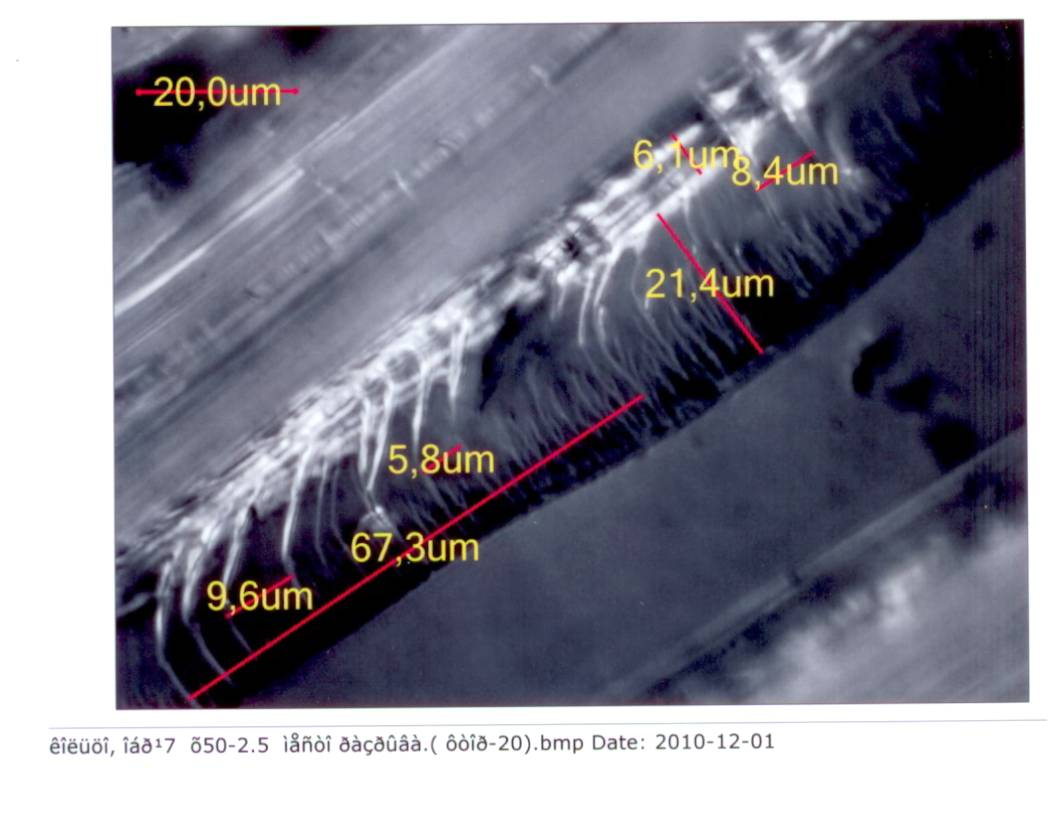 20,0um
6,1um
8,4um
21,4um
5,8um
67,3um
9,6um
êîëüöî, îáð¹7 õ50-2.5 ìåñòî ðàçðûâà.( ôòîð-20).bmp Date: 2010-12-01